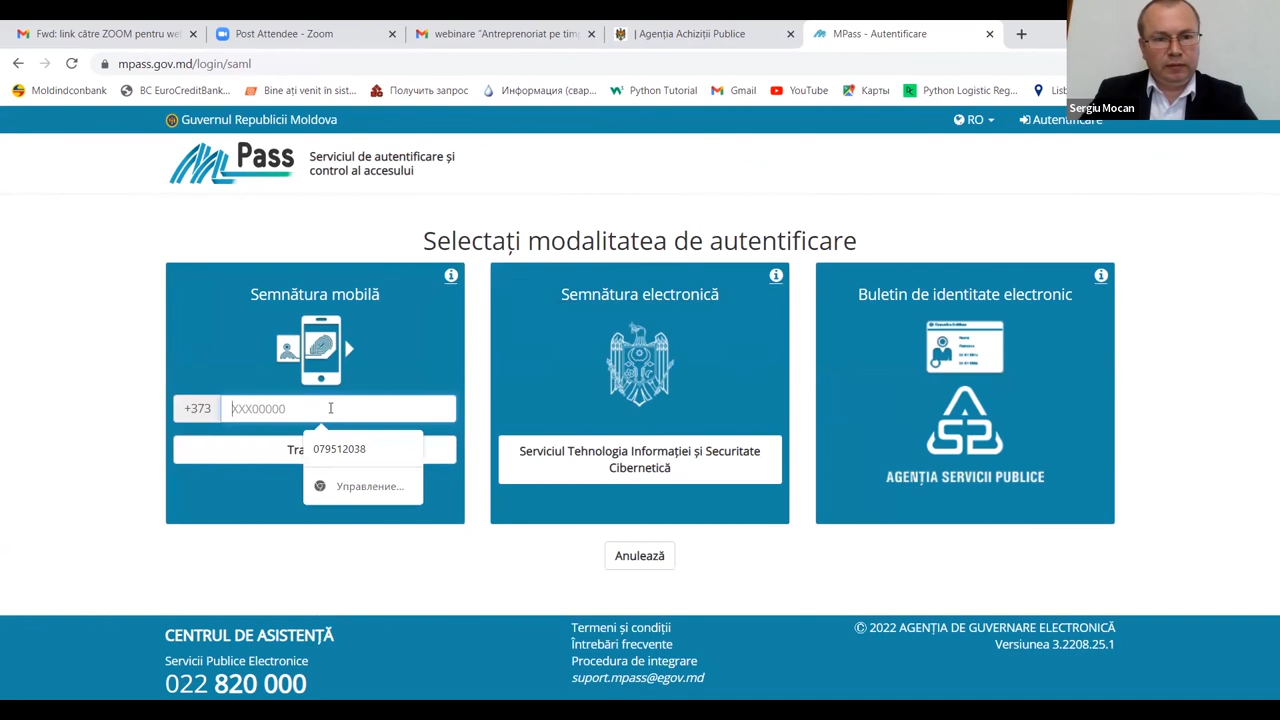 Fwd: link către ZOOM pentru we
Post Attendee - Zoom
webinare "Antreprenoriat pe timp
| Agenția Achiziții Publice
MPass - Autentificare
mpass.gov.md/login/saml
Moldindconbank
BC EuroCreditBank...
Bine ați venit în sist...
Получить запрос
Информация (свар...
Python Tutorial
Gmail
YouTube
Карты
Python Logistic Reg...
Sergiu Mocan
Guvernul Republicii Moldova
RO
Autentificare
Pass
Serviciul de autentificare și
control al accesului
Selectați modalitatea de autentificare
Semnătura mobilă
+373
XXX00000
079512038
Управление...
Semnătura electronică
Serviciul Tehnologia Informației și Securitate
Cibernetică
Buletin de identitate electronic
AGENȚIA SERVICII PUBLICE
Anulează
CENTRUL DE ASISTENȚĂ
Servicii Publice Electronice
022 820 000
Termeni și condiții
Întrebări frecvente
Procedura de integrare
suport.mpass@egov.md
© 2022 AGENȚIA DE GUVERNARE ELECTRONICĂ
Versiunea 3.2208.25.1